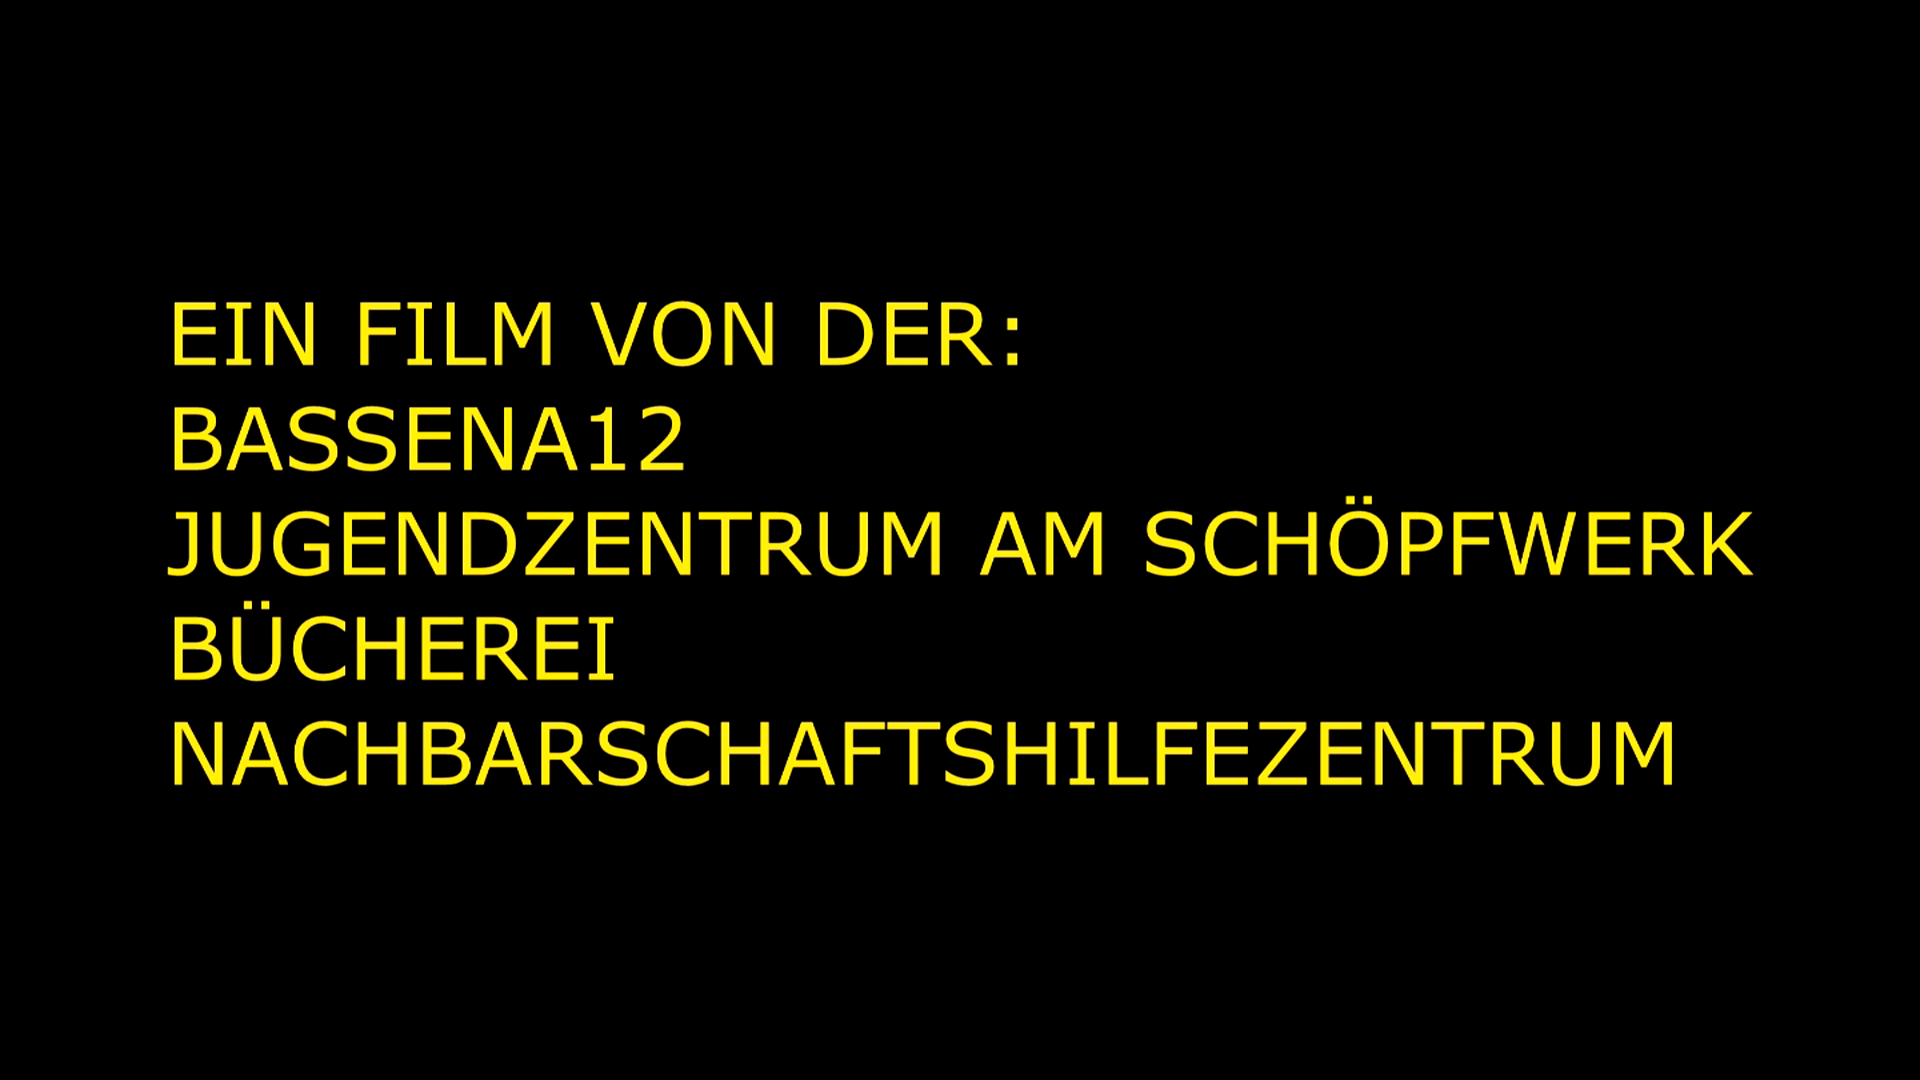 EIN FILM VON DER:
BASSENA12
JUGENDZENTRUM AM SCHÖPFWERK
BÜCHEREI
NACHBARSCHAFTSHILFEZENTRUM